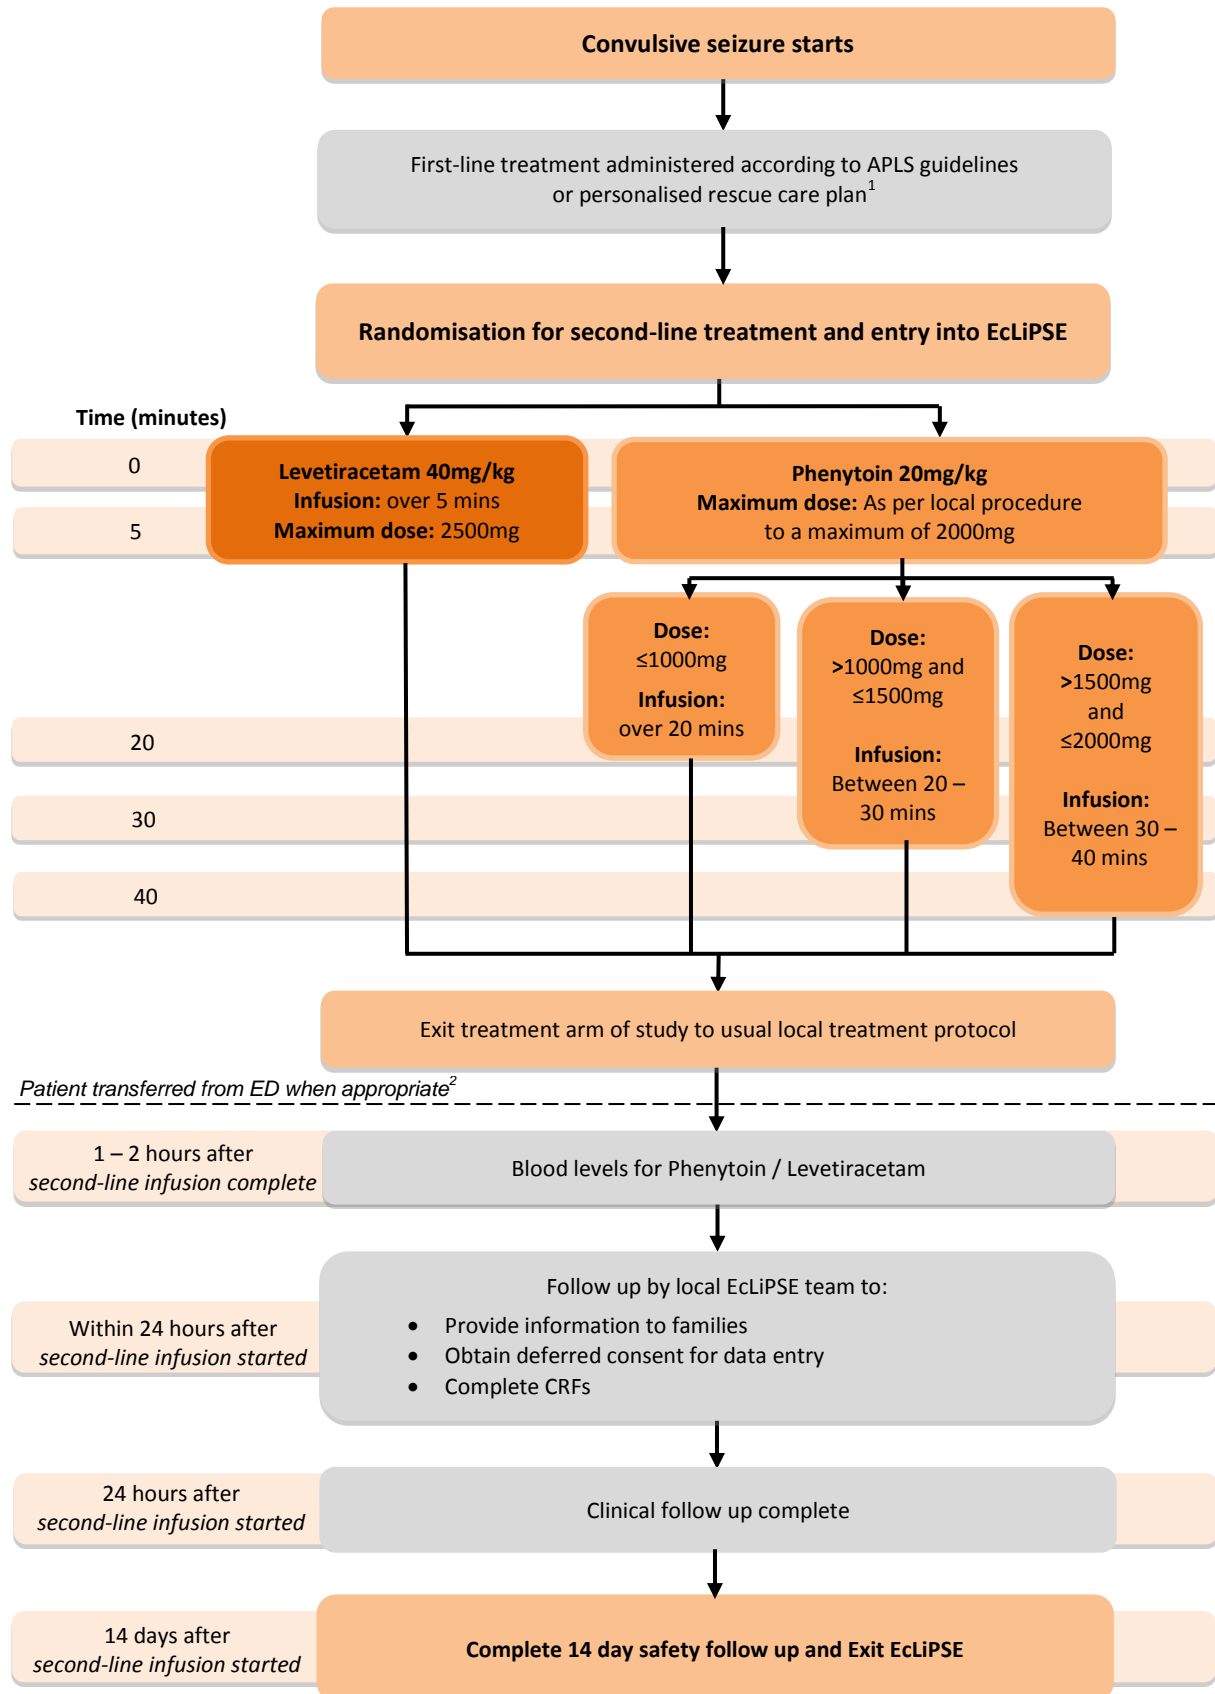 Convulsive seizure starts
First-line treatment administered according to APLS guidelines
or personalised rescue care plan1
Randomisation for second-line treatment and entry into EcLiPSE
Time (minutes)
0
5
20
30
40
Levetiracetam 40mg/kg
Infusion: over 5 mins
Maximum dose: 2500mg
Phenytoin 20mg/kg
Maximum dose: As per local procedure
to a maximum of 2000mg
Dose:
≤1000mg
Infusion:
over 20 mins
Dose:
>1000mg and
≤1500mg
Infusion:
Between 20 –
30 mins
Dose:
>1500mg
and
≤2000mg
Infusion:
Between 30 –
40 mins
Exit treatment arm of study to usual local treatment protocol
Patient transferred from ED when appropriate2
1 – 2 hours after
second-line infusion complete
Blood levels for Phenytoin / Levetiracetam
Within 24 hours after
second-line infusion started
Follow up by local EcLiPSE team to:
• Provide information to families
• Obtain deferred consent for data entry
• Complete CRFs
24 hours after
second-line infusion started
Clinical follow up complete
14 days after
second-line infusion started
Complete 14 day safety follow up and Exit EcLiPSE